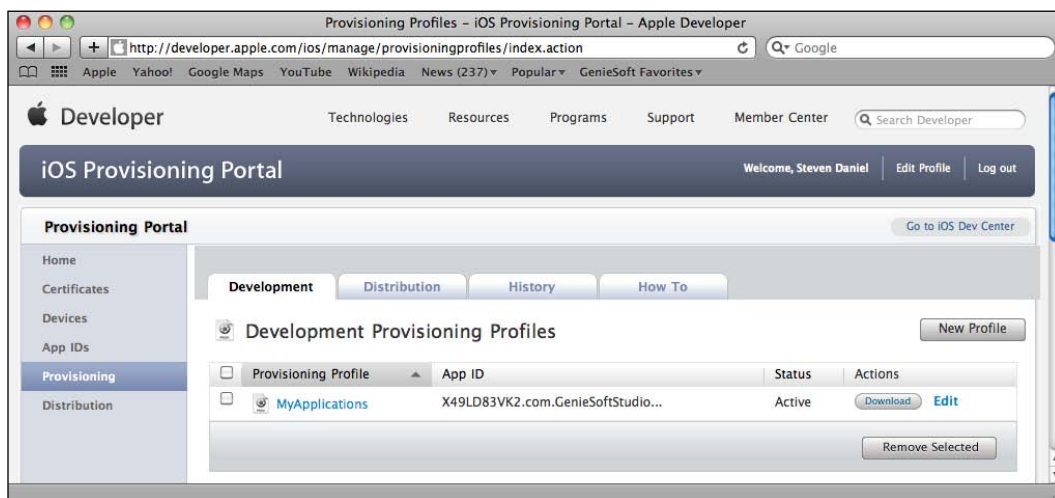 Provisioning Profiles – iOS Provisioning Portal – Apple Developer
http://developer.apple.com/ios/manage/provisioningprofiles/index.action
Google
Apple Yahoo! Google Maps YouTube Wikipedia News (237) Popular GenieSoft Favorites
Developer Technologies Resources Programs Support Member Center Search Developer
iOS Provisioning Portal Welcome, Steven Daniel Edit Profile Log out
Provisioning Portal Go to iOS Dev Center
Home
Certificates
Devices
App IDs
Provisioning
Distribution
Development Distribution History How To
Development Provisioning Profiles New Profile
Provisioning Profile App ID Status Actions
MyApplications X49LD83VK2.com.GenieSoftStudio... Active Download Edit
Remove Selected